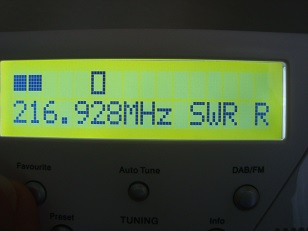 216.928MHz SWR R
Favourite Auto Tune DAB/FM
Preset TUNING Info